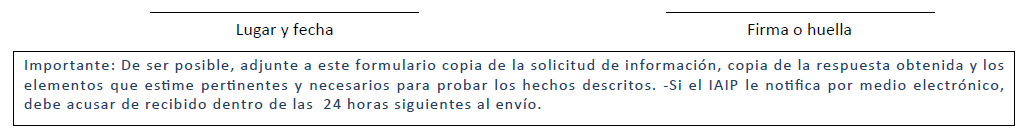 Lugar y fecha Firma o huella
Importante: De ser posible, adjunte a este formulario copia de la solicitud de información, copia de la respuesta obtenida y los
elementos que estime pertinentes y necesarios para probar los hechos descritos. -Si el IAIP le notifica por medio electrónico,
debe acusar de recibido dentro de las 24 horas siguientes al envío.